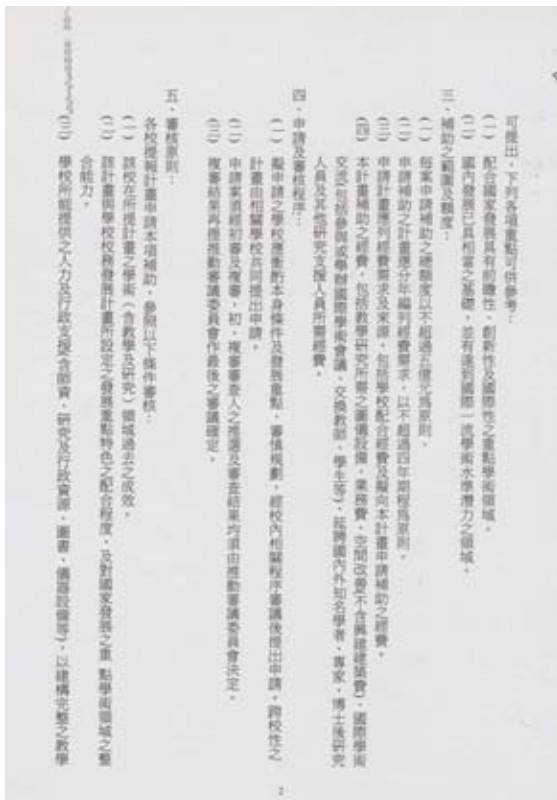 可提出，下列各項重點可供參考：
(一) 配合國家發展具有前瞻性、創新性及國際性之重點學術領域。
(二) 國內發展已具相當之基礎，並有達到國際一流學術水準潛力之領域。
三、補助之範圍及額度：
(一) 每案申請補助之總額度以不超過五億元為原則。
(二) 申請補助之計畫應分年編列經費需求，以不超過四年期程為原則。
(三) 申請計畫應列經費需求及來源，包括學校配合經費及擬向本計畫申請補助之經費。
(四) 本計畫補助之經費，包括教學研究所需之圖儀設備、業務費、空間改善(不含興建建築費)、國際學術
交流(包括參與或舉辦國際學術會議、交換教師、學生等)、延聘國內外知名學者、專家、博士後研究
人員及其他研究支援人員所需經費。
四、申請及審核程序：
(一) 擬申請之學校應衡酌本身條件及發展重點，審慎規劃，經校內相關程序審議後提出申請，跨校性之
計畫由相關學校共同提出申請。
(二) 申請案須經初審及複審，初、複審審查人之推選及審查結果均須由推動審議委員會決定。
(三) 複審結果再提推動審議委員會作最後之審議確定。
五、審核原則：
各校提報計畫申請本項補助，參照以下條件審核：
(一) 該校在所提計畫之學術（含教學及研究）領域過去之成效。
(二) 該計畫與學校校務發展計畫所設定之發展重點特色之配合程度，及對國家發展之重 點學術領域之整
合能力。
(三) 學校所能提供之人力及行政支援(含師資、研究及行政資源、圖書、儀器設備等)，以建構完整之教學
2